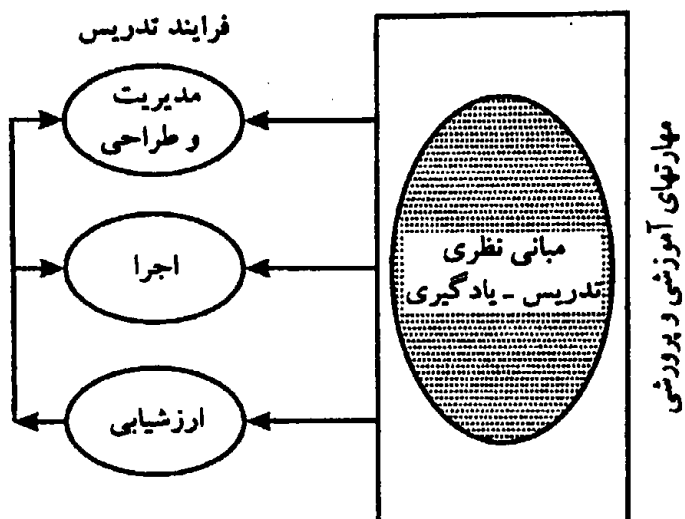 فرایند تدریس
مدیریت
و طراحی
اجرا
ارزشیابی
مبانی نظری
تدریس ـ یادگیری
مهارتهای آموزشی و پرورشی